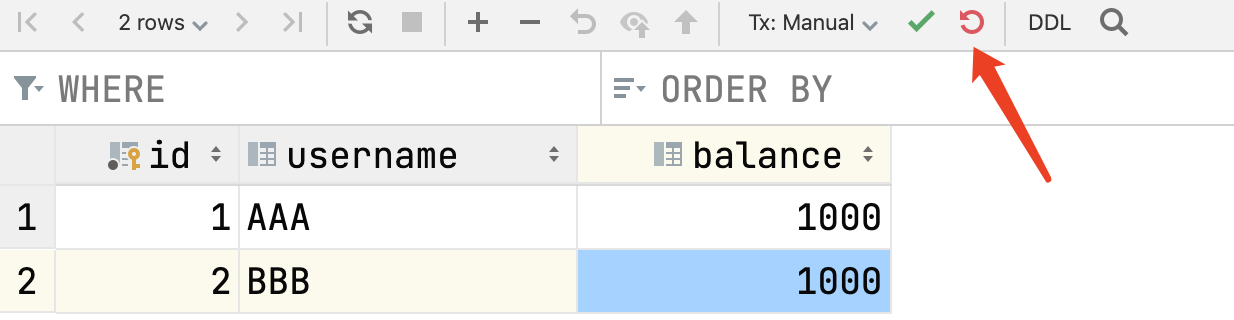 2 rows Tx: Manual DDL
WHERE ORDER BY
id username balance
1 1 AAA 1000
2 2 BBB 1000